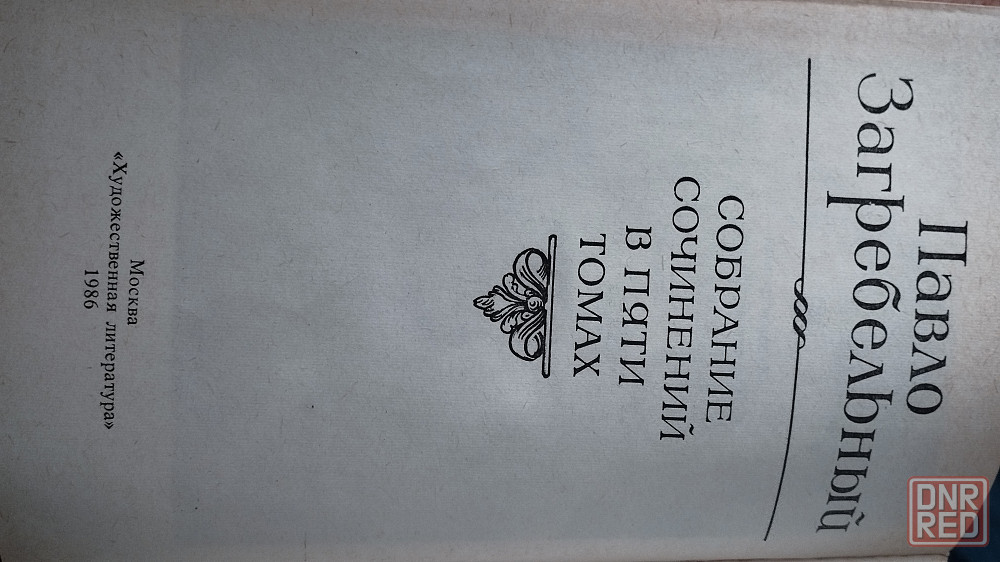 Павло
Загребельный
СОБРАНИЕ
СОЧИНЕНИЙ
В ПЯТИ
ТОМАХ
Москва
«Художественная литература»
1986
DNR
RED